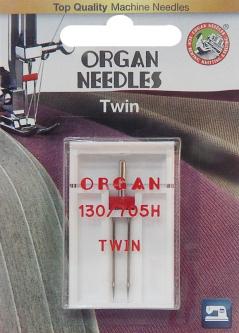 Top Quality Machine Needles
ORGAN
NEEDLES
Twin
ORGAN
130/705H
TWIN